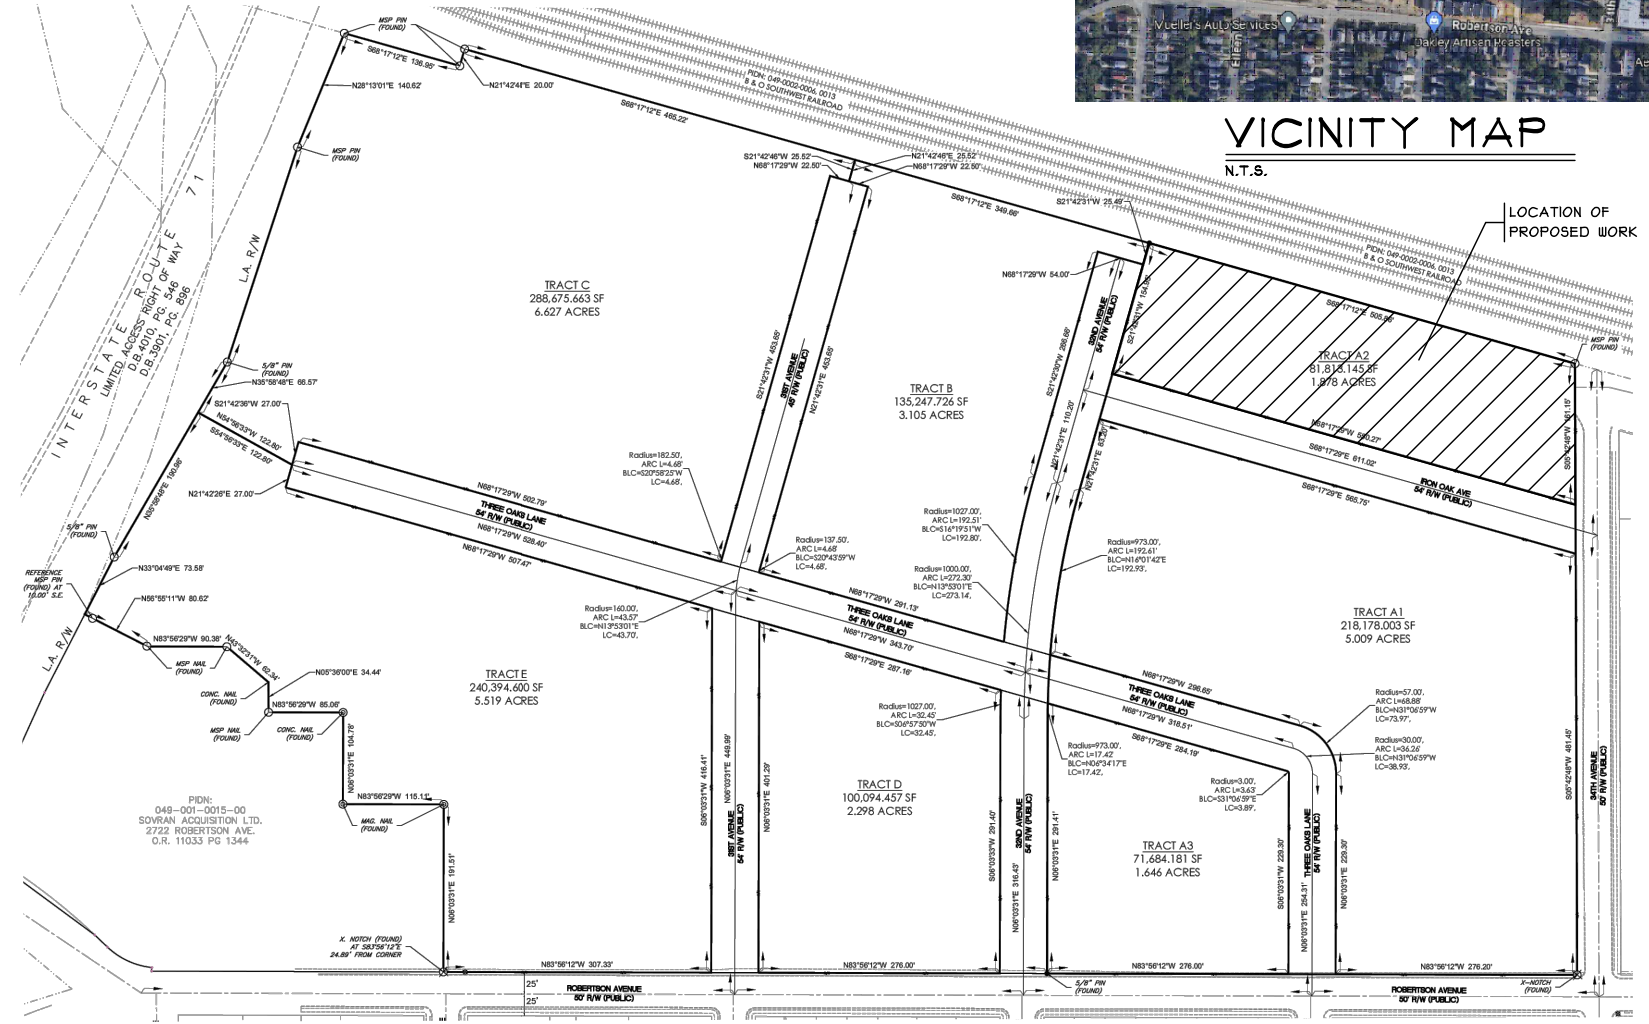 Mueller's Auto Services
Robertson Ave
Oakley Artisan Roasters
Eileen
34th
VICINITY MAP
N.T.S.
LOCATION OF
PROPOSED WORK
MSP PIN
(FOUND)
S68°17'12"E 136.95'
N21°42'41"E 20.00'
N28°13'01"E 140.62'
MSP PIN
(FOUND)
PIDN: 049-0002-0006, 0013
B & O SOUTHWEST RAILROAD
S68°17'12"E 465.22'
S21°42'46"W 25.52'
N68°17'29"W 22.50'
N21°42'46"E 25.52'
N68°17'29"W 22.50'
S68°17'12"E 349.66'
S21°42'31"W 25.49'
N68°17'29"W 54.00'
PIDN: 049-0002-0006, 0013
B & O SOUTHWEST RAILROAD
S68°17'12"E 505.86'
MSP PIN
(FOUND)
INTERSTATE ROUTE 71
LIMITED ACCESS RIGHT OF WAY
D.B.4010, PG. 546
D.B.3901, PG. 896
L.A. R/W
TRACT C
288,675.663 SF
6.627 ACRES
TRACT B
135,247.726 SF
3.105 ACRES
TRACT A2
81,813.145 SF
1.878 ACRES
S21°42'31"W 453.65'
31ST AVENUE
45' R/W (PUBLIC)
N21°42'31"E 453.65'
32ND AVENUE
54' R/W (PUBLIC)
N21°42'31"E 110.20'
S68°17'29"E 611.02'
IRON OAK AVE
54' R/W (PUBLIC)
S68°17'29"E 565.75'
5/8" PIN
(FOUND)
N35°58'48"E 66.57'
S21°42'36"W 27.00'
N54°56'33"W 122.80'
S54°56'33"E 122.80'
N21°42'26"E 27.00'
N35°58'48"E 190.96'
5/8" PIN
(FOUND)
N33°04'49"E 73.58'
REFERENCE
MSP PIN
(FOUND) AT
10.00' S.E.
L.A. R/W
N68°17'29"W 502.79'
THREE OAKS LANE
54' R/W (PUBLIC)
N68°17'29"W 528.40'
N68°17'29"W 507.47'
Radius=182.50',
ARC L=4.68'
BLC=S20°58'25"W
LC=4.68'.
Radius=137.50',
ARC L=4.68'
BLC=S20°43'59"W
LC=4.68'.
Radius=160.00',
ARC L=43.57'
BLC=N13°53'01"E
LC=43.70'.
Radius=1027.00',
ARC L=192.51'
BLC=S16°19'51"W
LC=192.80'.
Radius=1000.00',
ARC L=272.30'
BLC=N13°53'01"E
LC=273.14'.
Radius=973.00',
ARC L=192.61'
BLC=N16°01'42"E
LC=192.93'.
N68°17'29"W 291.13'
THREE OAKS LANE
54' R/W (PUBLIC)
N68°17'29"W 343.70'
S68°17'29"E 287.16'
TRACT A1
218,178.003 SF
5.009 ACRES
N56°55'11"W 80.62'
N83°56'29"W 90.38'
MSP NAIL
(FOUND)
N43°32'31"W 62.34'
CONC. NAIL
(FOUND)
N05°36'00"E 34.44'
N83°56'29"W 85.06'
MSP NAIL
(FOUND)
CONC. NAIL
(FOUND)
N06°03'31"E 104.78'
N83°56'29"W 115.11'
MAG. NAIL
(FOUND)
N06°03'31"E 191.51'
TRACT E
240,394.600 SF
5.519 ACRES
PIDN:
049-001-0015-00
SOVRAN ACQUISITION LTD.
2722 ROBERTSON AVE.
O.R. 11033 PG 1344
S06°03'31"W 416.41'
N06°03'31"E 449.99'
31ST AVENUE
54' R/W (PUBLIC)
N06°03'31"E 401.29'
Radius=1027.00',
ARC L=32.45'
BLC=S06°57'50"W
LC=32.45'.
TRACT D
100,094.457 SF
2.298 ACRES
S06°03'33"W 291.40'
N06°03'31"E 316.43'
32ND AVENUE
54' R/W (PUBLIC)
N06°03'31"E 291.41'
N68°17'29"W 296.65'
THREE OAKS LANE
54' R/W (PUBLIC)
N68°17'29"W 318.51'
S68°17'29"E 284.19'
Radius=973.00',
ARC L=17.42'
BLC=N06°34'17"E
LC=17.42'.
Radius=57.00',
ARC L=68.88'
BLC=N31°06'59"W
LC=73.97'.
Radius=30.00',
ARC L=36.26'
BLC=N31°06'59"W
LC=38.93'.
Radius=3.00',
ARC L=3.63'
BLC=S31°06'59"E
LC=3.89'.
TRACT A3
71,684.181 SF
1.646 ACRES
S06°03'31"W 229.30'
N06°03'31"E 254.31'
THREE OAKS LANE
54' R/W (PUBLIC)
N06°03'31"E 229.30'
S05°42'48"W 481.45'
34TH AVENUE
50' R/W (PUBLIC)
X. NOTCH (FOUND)
AT S83°56'12"E
24.89' FROM CORNER
N83°56'12"W 307.33'
N83°56'12"W 276.00'
N83°56'12"W 276.00'
N83°56'12"W 276.20'
25'
25'
ROBERTSON AVENUE
50' R/W (PUBLIC)
5/8" PIN
(FOUND)
ROBERTSON AVENUE
50' R/W (PUBLIC)
X-NOTCH
(FOUND)